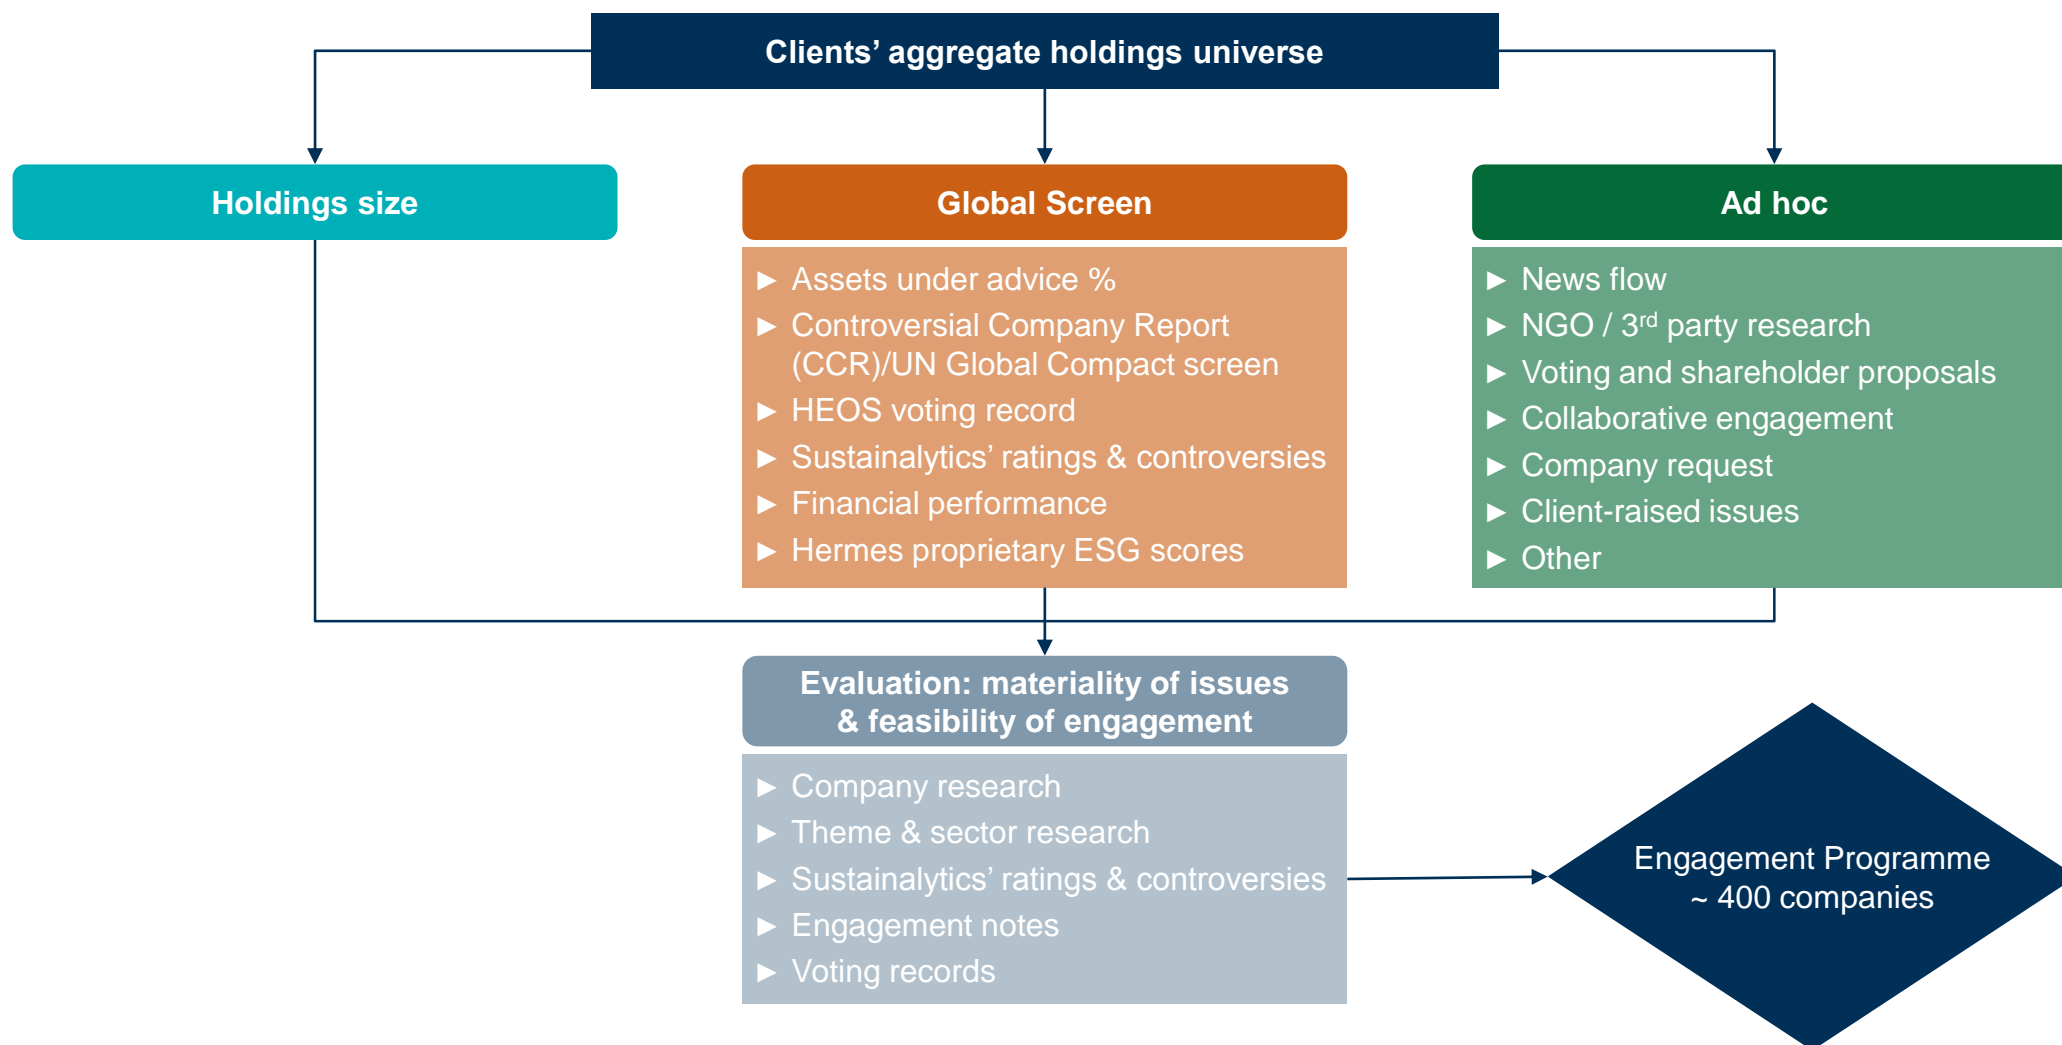 Clients’ aggregate holdings universe
Holdings size
Global Screen
► Assets under advice %
► Controversial Company Report
(CCR)/UN Global Compact screen
► HEOS voting record
► Sustainalytics’ ratings & controversies
► Financial performance
► Hermes proprietary ESG scores
Ad hoc
► News flow
► NGO / 3rd party research
► Voting and shareholder proposals
► Collaborative engagement
► Company request
► Client-raised issues
► Other
Evaluation: materiality of issues
& feasibility of engagement
► Company research
► Theme & sector research
► Sustainalytics’ ratings & controversies
► Engagement notes
► Voting records
Engagement Programme
~ 400 companies